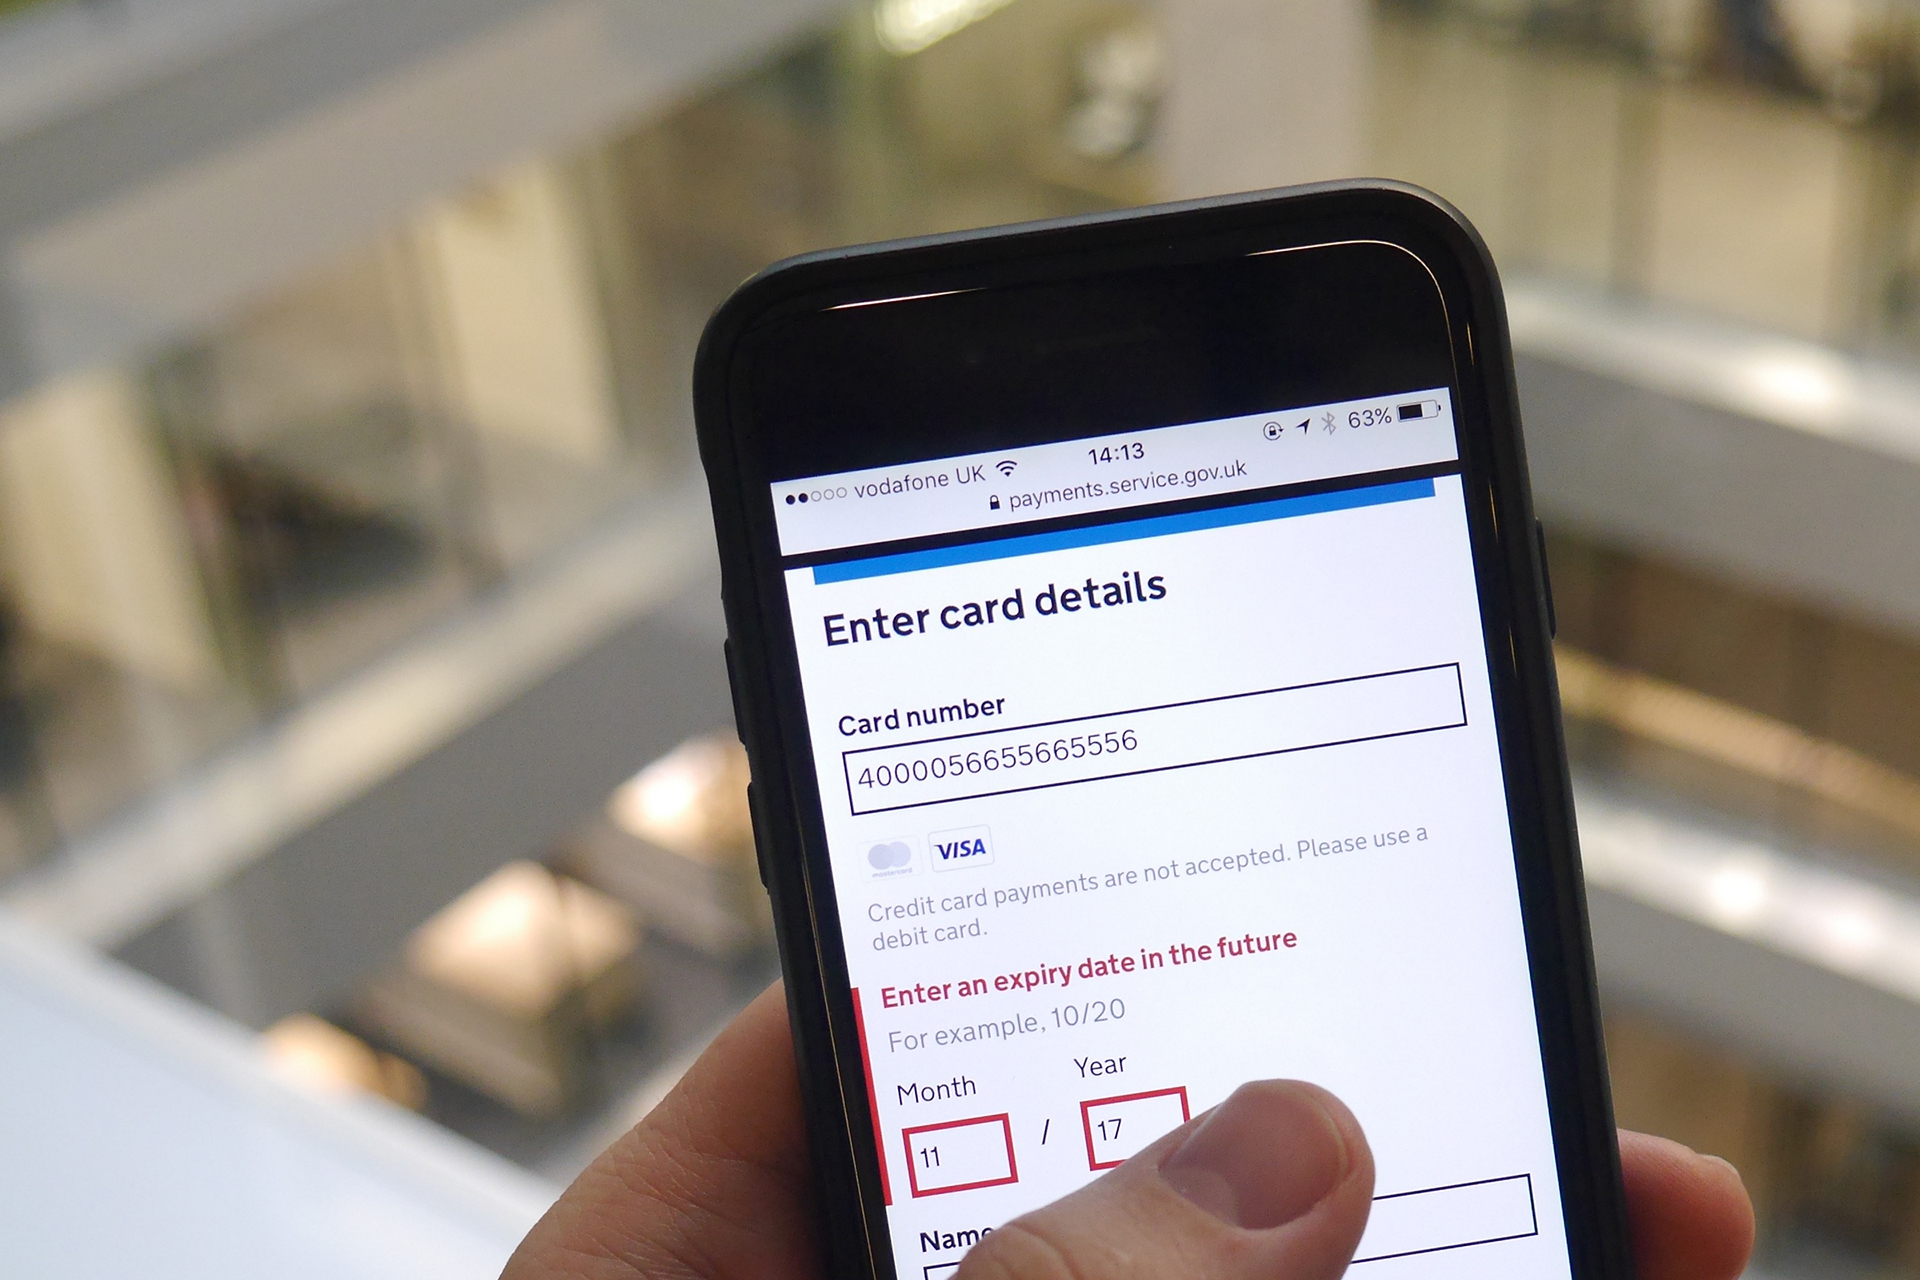 vodafone UK 14:13 63%
payments.service.gov.uk
Enter card details
Card number
4000056655665556
mastercard VISA
Credit card payments are not accepted. Please use a
debit card.
Enter an expiry date in the future
For example, 10/20
Month Year
11 / 17
Name